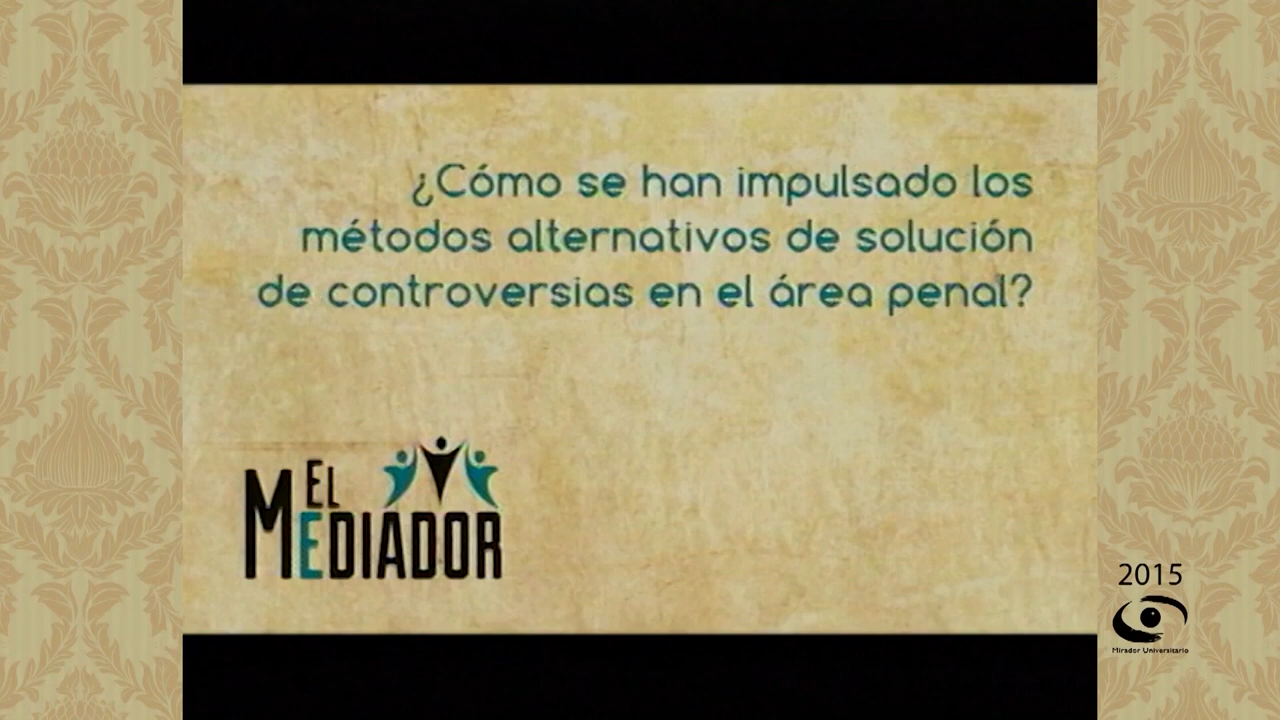 ¿Cómo se han impulsado los
métodos alternativos de solución
de controversias en el área penal?
EL
MEDIADOR
2015
Mirador Universitario